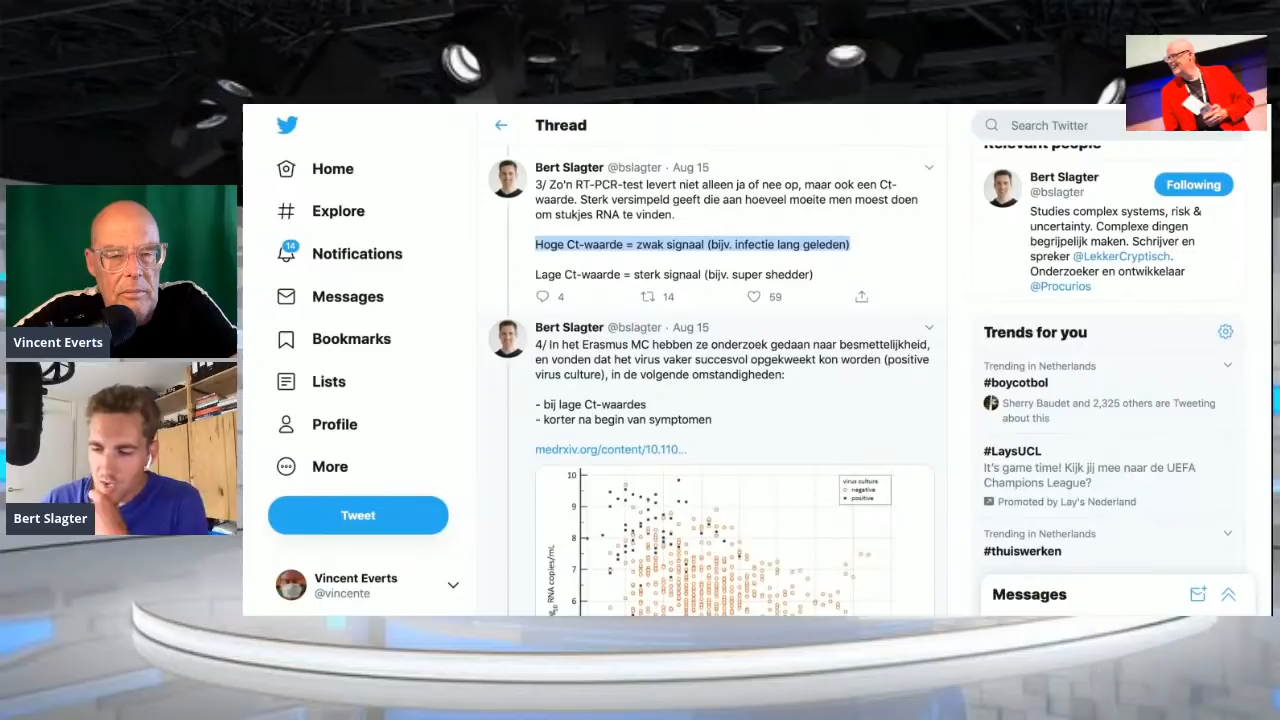 Thread
Search Twitter
Home
Explore
14
Notifications
Messages
Bookmarks
Lists
Profile
More
Tweet
Vincent Everts
@vincente
Vincent Everts
Bert Slagter
Bert Slagter @bslagter · Aug 15
3/ Zo'n RT-PCR-test levert niet alleen ja of nee op, maar ook een Ct-
waarde. Sterk versimpeld geeft die aan hoeveel moeite men moest doen
om stukjes RNA te vinden.
Hoge Ct-waarde = zwak signaal (bijv. infectie lang geleden)
Lage Ct-waarde = sterk signaal (bijv. super shedder)
4 14 59
Bert Slagter @bslagter · Aug 15
4/ In het Erasmus MC hebben ze onderzoek gedaan naar besmettelijkheid,
en vonden dat het virus vaker succesvol opgekweekt kon worden (positive
virus culture), in de volgende omstandigheden:
- bij lage Ct-waardes
- korter na begin van symptomen
medrxiv.org/content/10.110...
10
9
8
7
6
RNA copies/mL
virus culture
negative
positive
Relevant people
Bert Slagter
@bslagter
Following
Studies complex systems, risk &
uncertainty. Complexe dingen
begrijpelijk maken. Schrijver en
spreker @LekkerCryptisch.
Onderzoeker en ontwikkelaar
@Procurios
Trends for you
Trending in Netherlands
#boycotbol
Sherry Baudet and 2,325 others are Tweeting
about this
#LaysUCL
It's game time! Kijk jij mee naar de UEFA
Champions League?
Promoted by Lay's Nederland
Trending in Netherlands
#thuiswerken
Messages